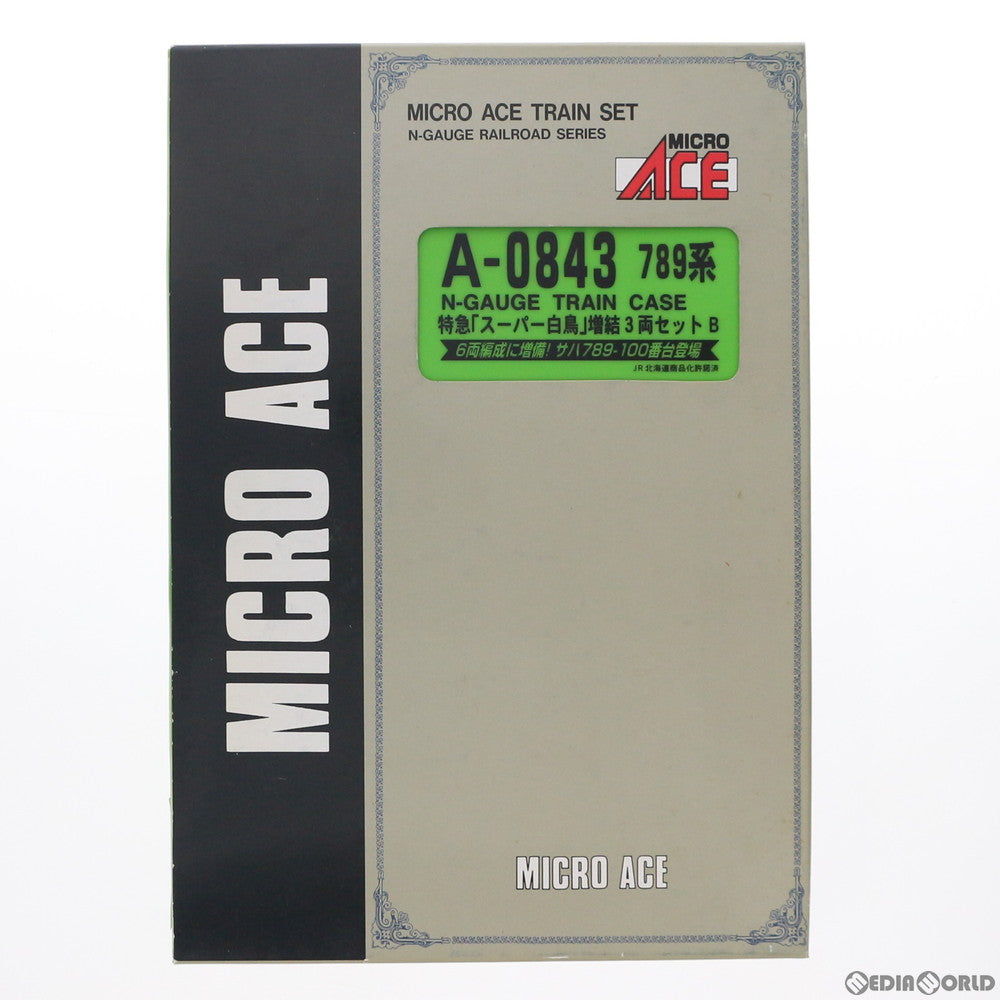 MICRO ACE
MICRO ACE TRAIN SET
N-GAUGE RAILROAD SERIES
MICRO
ACE
A-0843 789系
N-GAUGE TRAIN CASE
特急「スーパー白鳥」増結3両セットB
6両編成に増備!サハ789-100番台登場
JR北海道商品化許諾済
MICRO ACE
MEDIAWORLD